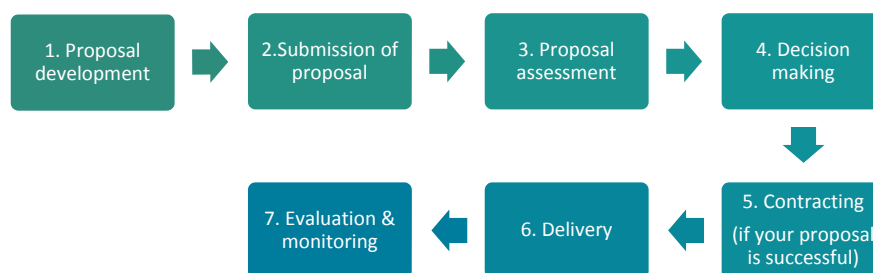 1. Proposal
development
2.Submission of
proposal
3. Proposal
assessment
4. Decision
making
5. Contracting
(if your proposal
is successful)
6. Delivery
7. Evaluation &
monitoring